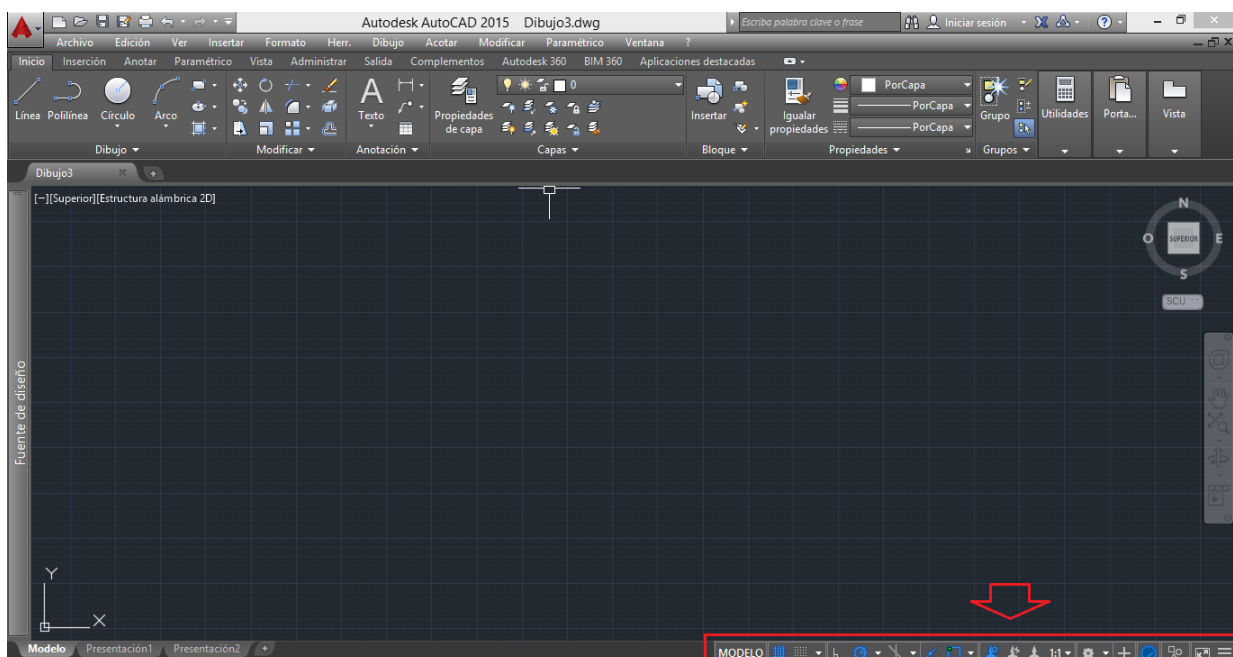 Autodesk AutoCAD 2015 Dibujo3.dwg Escriba palabra clave o frase Iniciar sesión
Archivo Edición Ver Insertar Formato Herr. Dibujo Acotar Modificar Paramétrico Ventana ?
Inicio Inserción Anotar Paramétrico Vista Administrar Salida Complementos Autodesk 360 BIM 360 Aplicaciones destacadas
0 PorCapa
PorCapa
Línea Polilínea Círculo Arco Texto Propiedades de capa Insertar Igualar propiedades Grupo Utilidades Porta... Vista
PorCapa
Dibujo Modificar Anotación Capas Bloque Propiedades Grupos
Dibujo3
[−][Superior][Estructura alámbrica 2D]
N
O SUPERIOR E
S
SCU
Fuente de diseño
Y
X
Modelo Presentación1 Presentación2 MODELO 1:1